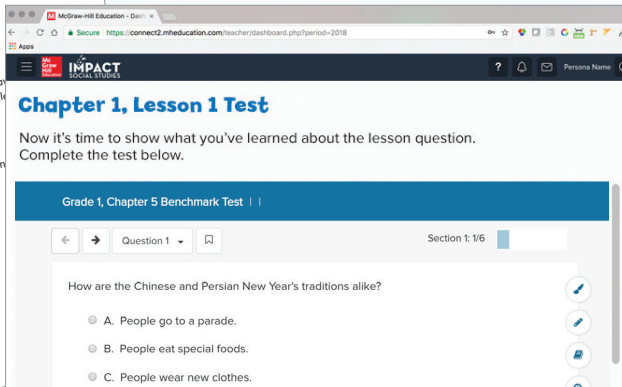 McGraw-Hill Education - Dash
Secure https://connect2.mheducation.com/teacher/dashboard.php?period=2018
Apps
Mc Graw Hill Education
IMPACT
SOCIAL STUDIES
? Persona Name
Chapter 1, Lesson 1 Test
Now it's time to show what you've learned about the lesson question.
Complete the test below.
Grade 1, Chapter 5 Benchmark Test | |
Question 1
Section 1: 1/6
How are the Chinese and Persian New Year's traditions alike?
A. People go to a parade.
B. People eat special foods.
C. People wear new clothes.